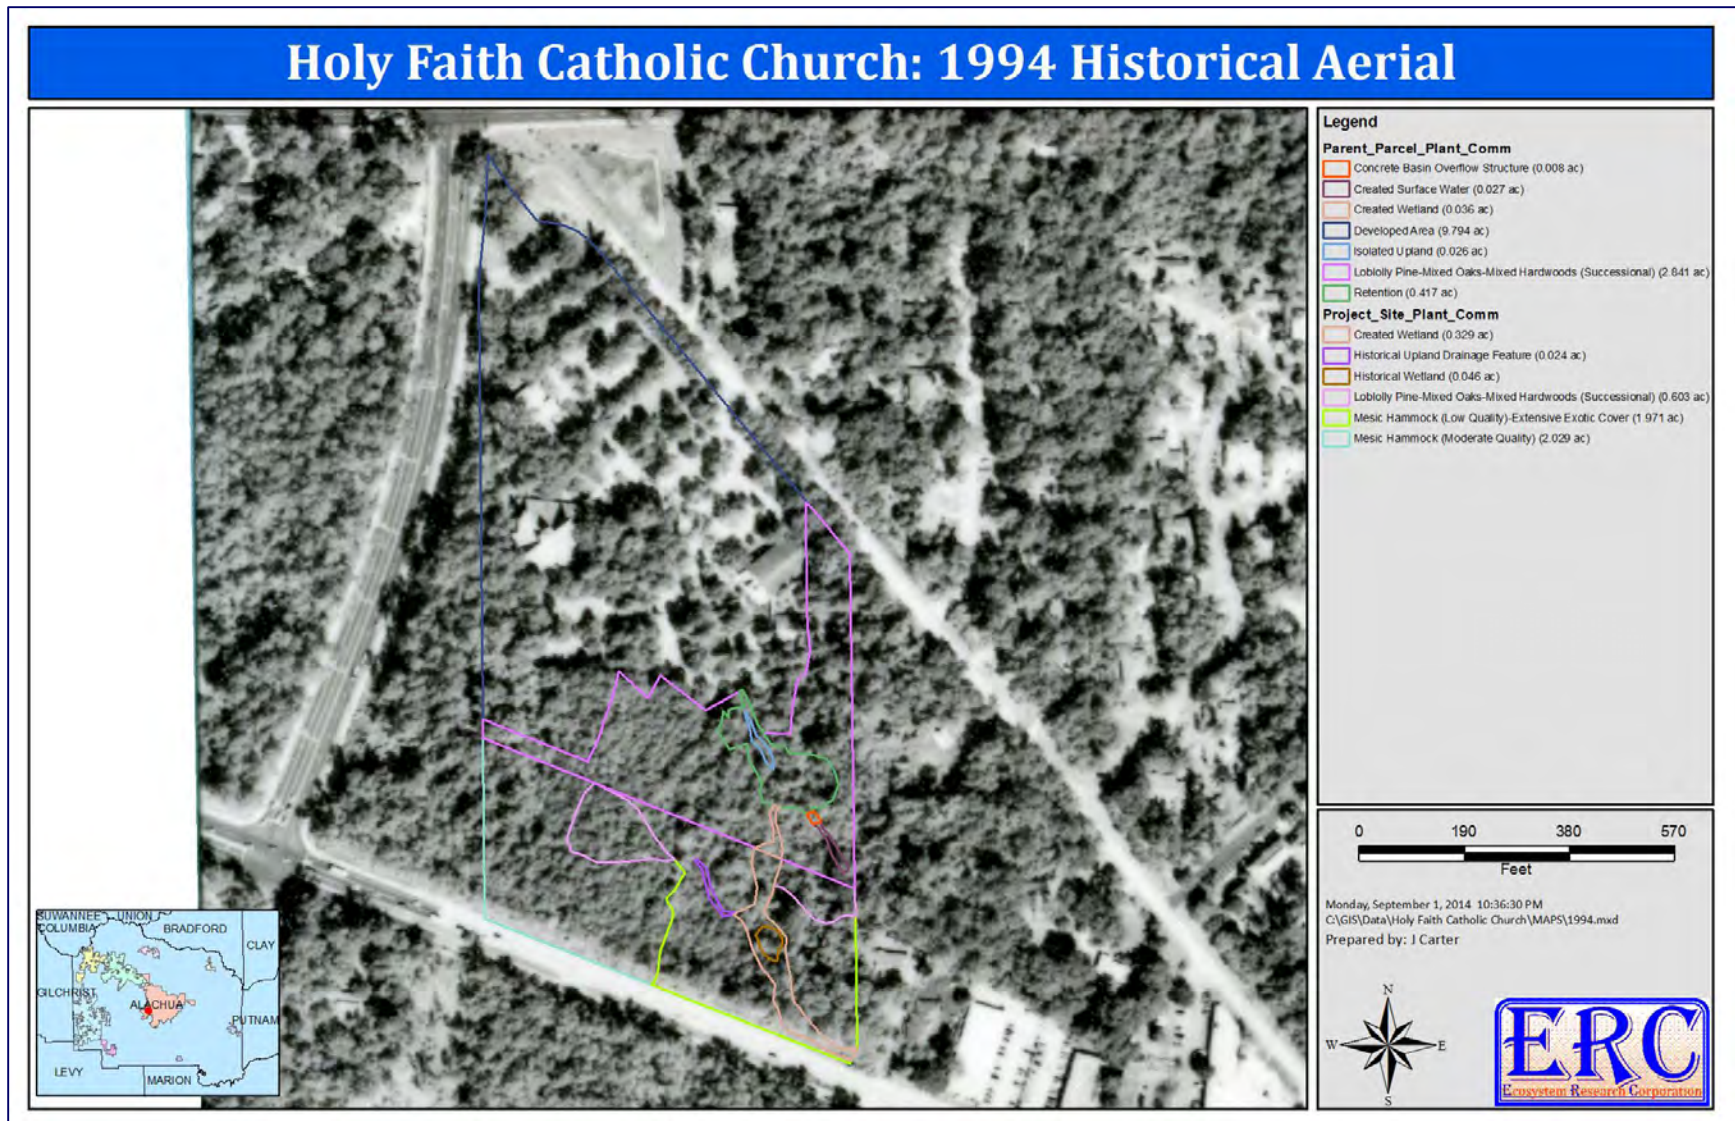 Holy Faith Catholic Church: 1994 Historical Aerial
Legend
Parent_Parcel_Plant_Comm
Concrete Basin Overflow Structure (0.008 ac)
Created Surface Water (0.027 ac)
Created Wetland (0.036 ac)
Developed Area (9.794 ac)
Isolated Upland (0.026 ac)
Loblolly Pine-Mixed Oaks-Mixed Hardwoods (Successional) (2.841 ac)
Retention (0.417 ac)
Project_Site_Plant_Comm
Created Wetland (0.329 ac)
Historical Upland Drainage Feature (0.024 ac)
Historical Wetland (0.046 ac)
Loblolly Pine-Mixed Oaks-Mixed Hardwoods (Successional) (0.603 ac)
Mesic Hammock (Low Quality)-Extensive Exotic Cover (1.971 ac)
Mesic Hammock (Moderate Quality) (2.029 ac)
0 190 380 570
Feet
Monday, September 1, 2014 10:36:30 PM
C:\GIS\Data\Holy Faith Catholic Church\MAPS\1994.mxd
Prepared by: J Carter
N
W E
S
ERC
Ecosystem Research Corporation
SUWANNEE UNION
COLUMBIA BRADFORD
CLAY
GILCHRIST
ALACHUA
PUTNAM
LEVY
MARION